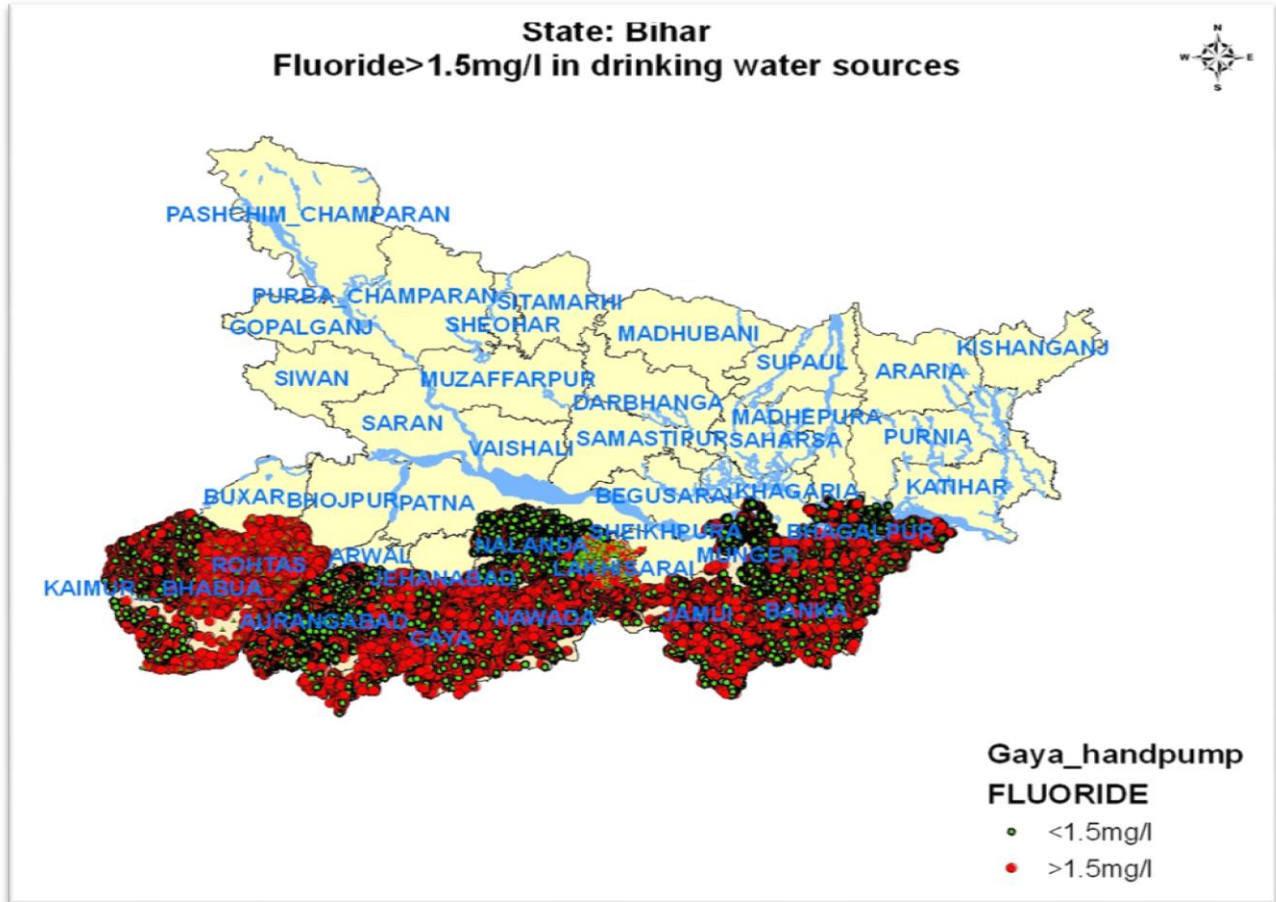 State: Bihar
Fluoride>1.5mg/l in drinking water sources
N
W E
S
PASHCHIM_CHAMPARAN
PURBA_CHAMPARAN
SITAMARHI
GOPALGANJ
SHEOHAR
MADHUBANI
KISHANGANJ
SUPAUL
ARARIA
SIWAN
MUZAFFARPUR
DARBHANGA
MADHEPURA
SARAN
SAMASTIPUR
SAHARSA
PURNIA
VAISHALI
KATIHAR
BUXAR
BHOJPUR
PATNA
BEGUSARAI
KHAGARIA
SHEIKHPURA
BHAGALPUR
NALANDA
ARWAL
MUNGER
ROHTAS
LAKHISARAI
JEHANABAD
KAIMUR__BHABUA_
AURANGABAD
NAWADA
JAMUI
BANKA
GAYA
Gaya_handpump
FLUORIDE
<1.5mg/l
>1.5mg/l